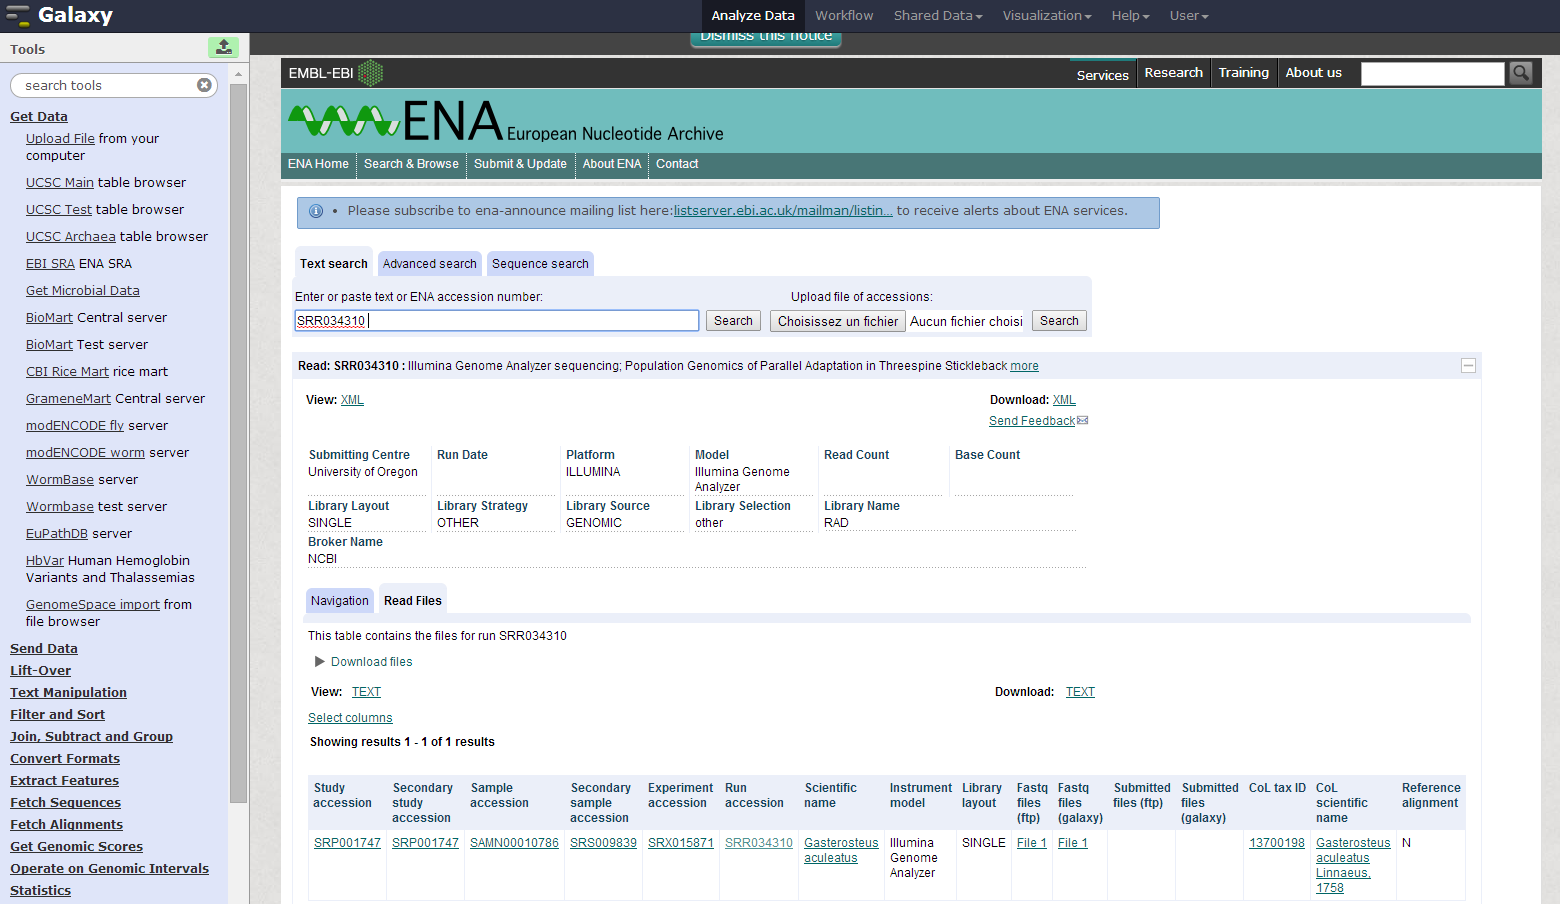 Galaxy
Analyze Data
Workflow
Shared Data
Visualization
Help
User
Tools
search tools
Get Data
Upload File from your
computer
UCSC Main table browser
UCSC Test table browser
UCSC Archaea table browser
EBI SRA ENA SRA
Get Microbial Data
BioMart Central server
BioMart Test server
CBI Rice Mart rice mart
GrameneMart Central server
modENCODE fly server
modENCODE worm server
WormBase server
Wormbase test server
EuPathDB server
HbVar Human Hemoglobin
Variants and Thalassemias
GenomeSpace import from
file browser
Send Data
Lift-Over
Text Manipulation
Filter and Sort
Join, Subtract and Group
Convert Formats
Extract Features
Fetch Sequences
Fetch Alignments
Get Genomic Scores
Operate on Genomic Intervals
Statistics
Dismiss this notice
EMBL-EBI
Services
Research
Training
About us
ENA European Nucleotide Archive
ENA Home
Search & Browse
Submit & Update
About ENA
Contact
• Please subscribe to ena-announce mailing list here:listserver.ebi.ac.uk/mailman/listin... to receive alerts about ENA services.
Text search
Advanced search
Sequence search
Enter or paste text or ENA accession number:
Upload file of accessions:
SRR034310
Search
Choisissez un fichier
Aucun fichier choisi
Search
Read: SRR034310 : Illumina Genome Analyzer sequencing; Population Genomics of Parallel Adaptation in Threespine Stickleback more
View: XML
Download: XML
Send Feedback
Submitting Centre
University of Oregon
Run Date
Platform
ILLUMINA
Model
Illumina Genome
Analyzer
Read Count
Base Count
Library Layout
SINGLE
Library Strategy
OTHER
Library Source
GENOMIC
Library Selection
other
Library Name
RAD
Broker Name
NCBI
Navigation
Read Files
This table contains the files for run SRR034310
Download files
View: TEXT
Download: TEXT
Select columns
Showing results 1 - 1 of 1 results
Study
accession
Secondary
study
accession
Sample
accession
Secondary
sample
accession
Experiment
accession
Run
accession
Scientific
name
Instrument
model
Library
layout
Fastq
files
(ftp)
Fastq
files
(galaxy)
Submitted
files (ftp)
Submitted
files
(galaxy)
CoL tax ID
CoL
scientific
name
Reference
alignment
SRP001747
SRP001747
SAMN00010786
SRS009839
SRX015871
SRR034310
Gasterosteus
aculeatus
Illumina
Genome
Analyzer
SINGLE
File 1
File 1
13700198
Gasterosteus
aculeatus
Linnaeus,
1758
N